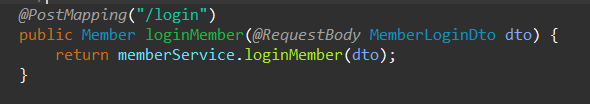 @PostMapping("/login")
public Member loginMember(@RequestBody MemberLoginDto dto) {
    return memberService.loginMember(dto);
}